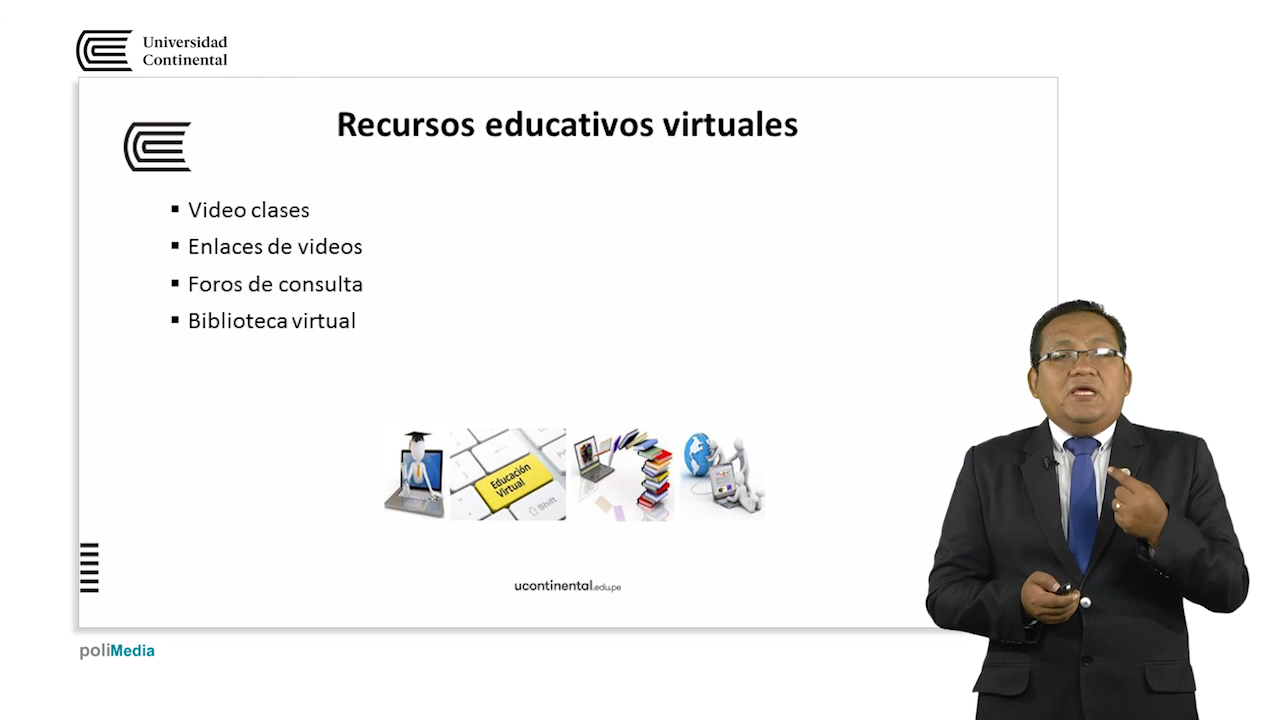 Universidad
Continental
Recursos educativos virtuales
▪ Video clases
▪ Enlaces de videos
▪ Foros de consulta
▪ Biblioteca virtual
Educación
Virtual
Shift
ucontinental.edu.pe
poliMedia